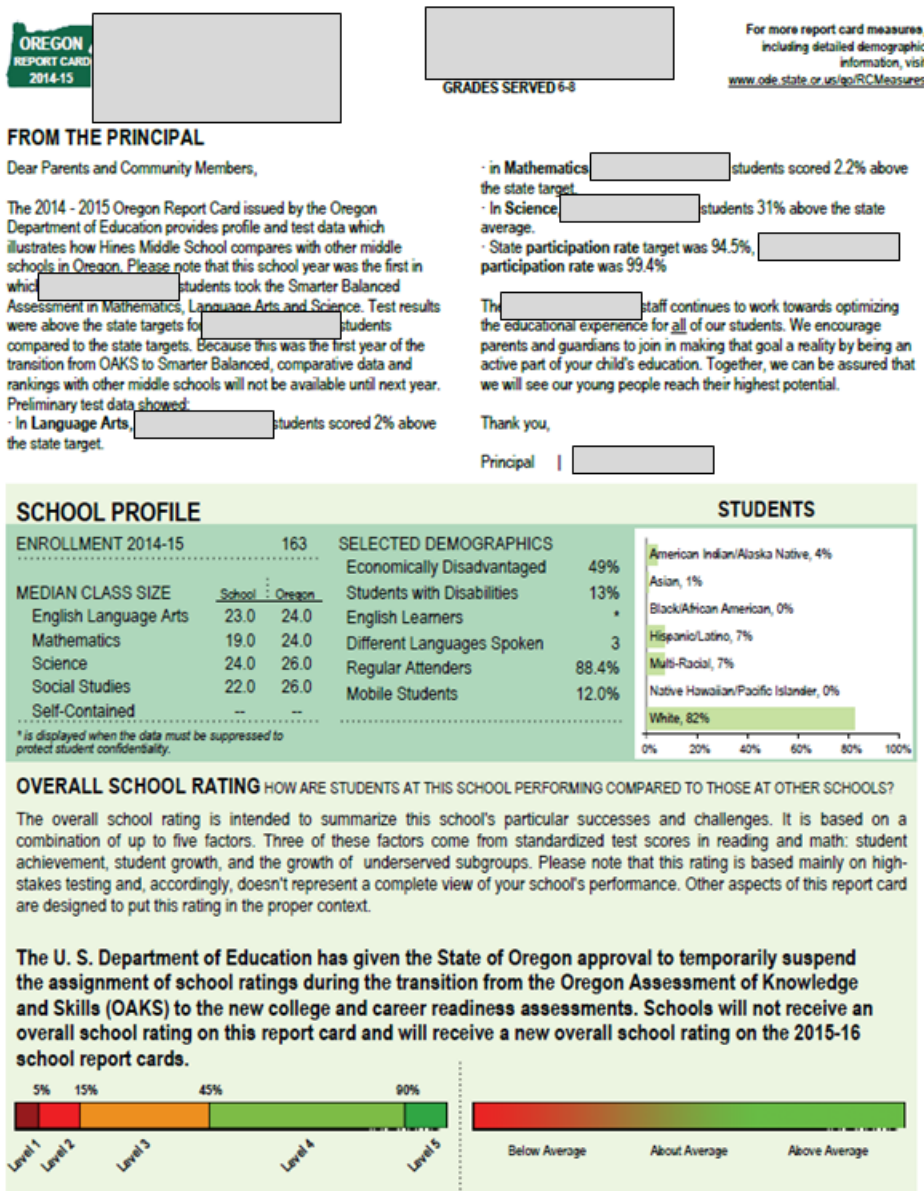 OREGON
REPORT CARD
2014-15
GRADES SERVED 6-8
For more report card measures,
including detailed demographic
information, visit
www.ode.state.or.us/go/RCMeasures
FROM THE PRINCIPAL
Dear Parents and Community Members,
The 2014 - 2015 Oregon Report Card issued by the Oregon
Department of Education provides profile and test data which
illustrates how Hines Middle School compares with other middle
schools in Oregon. Please note that this school year was the first in
which students took the Smarter Balanced
Assessment in Mathematics, Language Arts and Science. Test results
were above the state targets for students
compared to the state targets. Because this was the first year of the
transition from OAKS to Smarter Balanced, comparative data and
rankings with other middle schools will not be available until next year.
Preliminary test data showed:
· In Language Arts, students scored 2% above
the state target.
· in Mathematics students scored 2.2% above
the state target.
· In Science, students 31% above the state
average.
· State participation rate target was 94.5%,
participation rate was 99.4%
The staff continues to work towards optimizing
the educational experience for all of our students. We encourage
parents and guardians to join in making that goal a reality by being an
active part of your child's education. Together, we can be assured that
we will see our young people reach their highest potential.
Thank you,
Principal |
SCHOOL PROFILE
ENROLLMENT 2014-15 163
MEDIAN CLASS SIZE School Oregon
English Language Arts 23.0 24.0
Mathematics 19.0 24.0
Science 24.0 26.0
Social Studies 22.0 26.0
Self-Contained -- --
* is displayed when the data must be suppressed to
protect student confidentiality.
SELECTED DEMOGRAPHICS
Economically Disadvantaged 49%
Students with Disabilities 13%
English Learners *
Different Languages Spoken 3
Regular Attenders 88.4%
Mobile Students 12.0%
STUDENTS
American Indian/Alaska Native, 4%
Asian, 1%
Black/African American, 0%
Hispanic/Latino, 7%
Multi-Racial, 7%
Native Hawaiian/Pacific Islander, 0%
White, 82%
0% 20% 40% 60% 80% 100%
OVERALL SCHOOL RATING HOW ARE STUDENTS AT THIS SCHOOL PERFORMING COMPARED TO THOSE AT OTHER SCHOOLS?
The overall school rating is intended to summarize this school's particular successes and challenges. It is based on a
combination of up to five factors. Three of these factors come from standardized test scores in reading and math: student
achievement, student growth, and the growth of underserved subgroups. Please note that this rating is based mainly on high-
stakes testing and, accordingly, doesn't represent a complete view of your school's performance. Other aspects of this report card
are designed to put this rating in the proper context.
The U. S. Department of Education has given the State of Oregon approval to temporarily suspend
the assignment of school ratings during the transition from the Oregon Assessment of Knowledge
and Skills (OAKS) to the new college and career readiness assessments. Schools will not receive an
overall school rating on this report card and will receive a new overall school rating on the 2015-16
school report cards.
5% 15% 45% 90%
Level 1 Level 2 Level 3 Level 4 Level 5
Below Average About Average Above Average